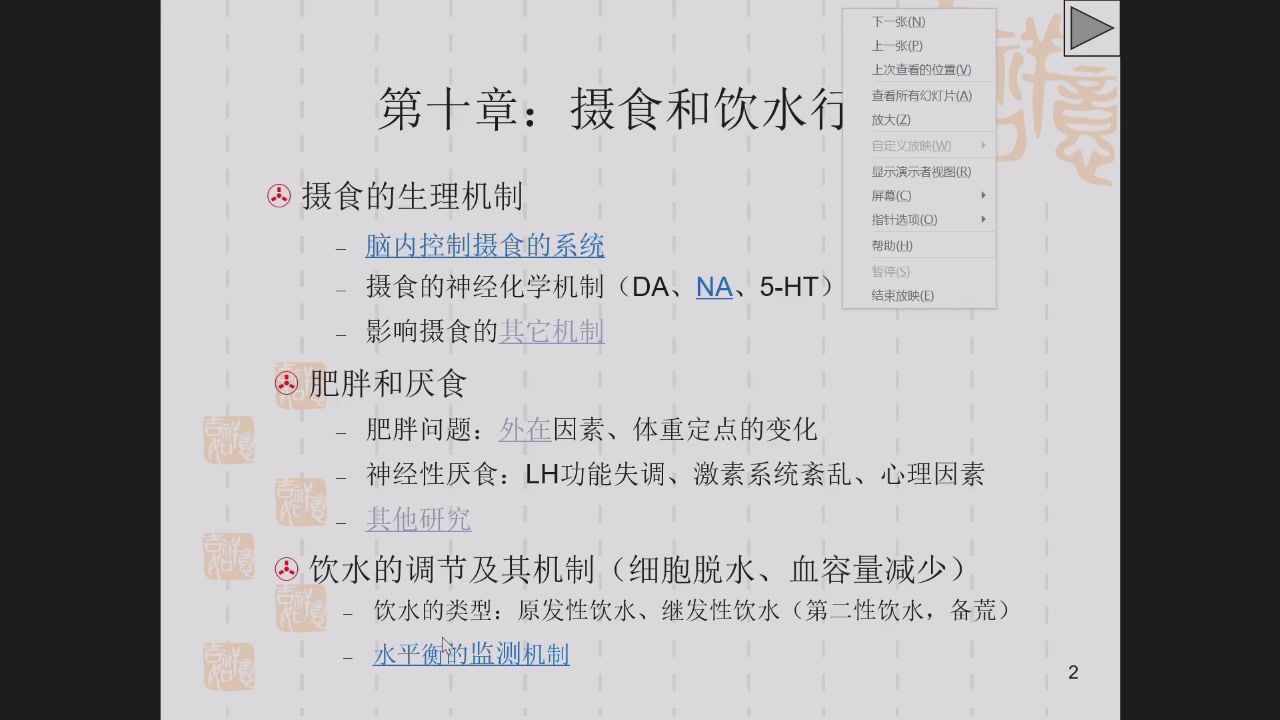 第十章：摄食和饮水行
摄食的生理机制
– 脑内控制摄食的系统
– 摄食的神经化学机制（DA、NA、5-HT）
– 影响摄食的其它机制
肥胖和厌食
– 肥胖问题：外在因素、体重定点的变化
– 神经性厌食：LH功能失调、激素系统紊乱、心理因素
– 其他研究
饮水的调节及其机制（细胞脱水、血容量减少）
– 饮水的类型：原发性饮水、继发性饮水（第二性饮水，备荒）
– 水平衡的监测机制
2
下一张(N)
上一张(P)
上次查看的位置(V)
查看所有幻灯片(A)
放大(Z)
自定义放映(W)
显示演示者视图(R)
屏幕(C)
指针选项(O)
帮助(H)
暂停(S)
结束放映(E)